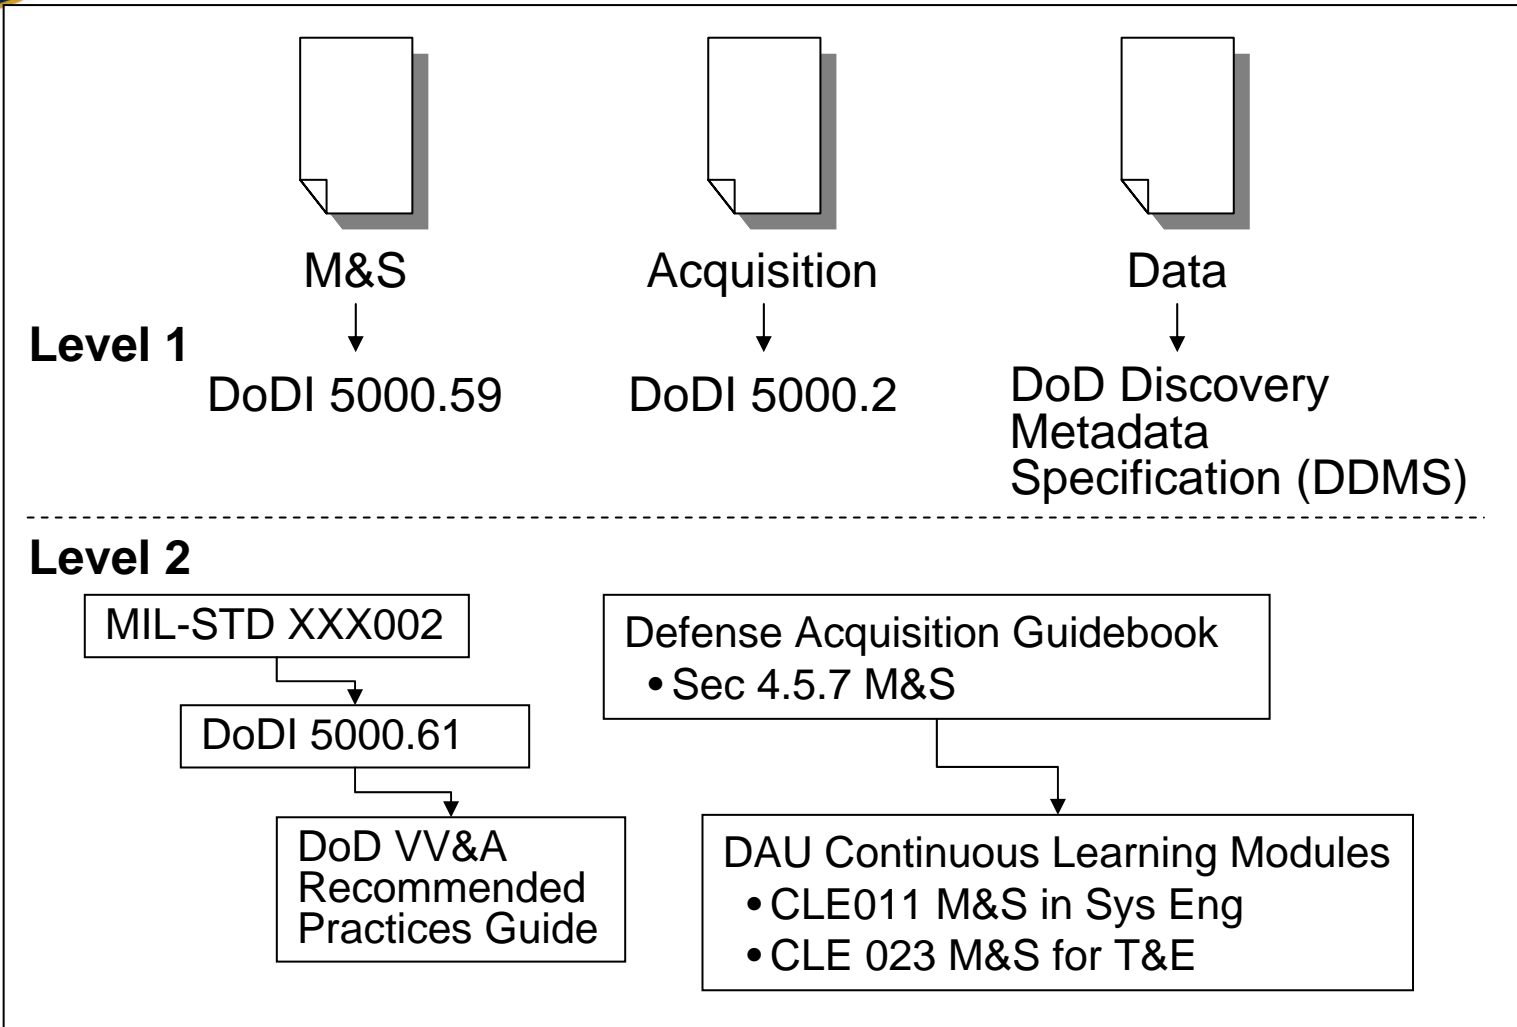 M&S
Acquisition
Data
Level 1
DoDI 5000.59
DoDI 5000.2
DoD Discovery
Metadata
Specification (DDMS)
Level 2
MIL-STD XXX002
DoDI 5000.61
DoD VV&A
Recommended
Practices Guide
Defense Acquisition Guidebook
• Sec 4.5.7 M&S
DAU Continuous Learning Modules
• CLE011 M&S in Sys Eng
• CLE 023 M&S for T&E